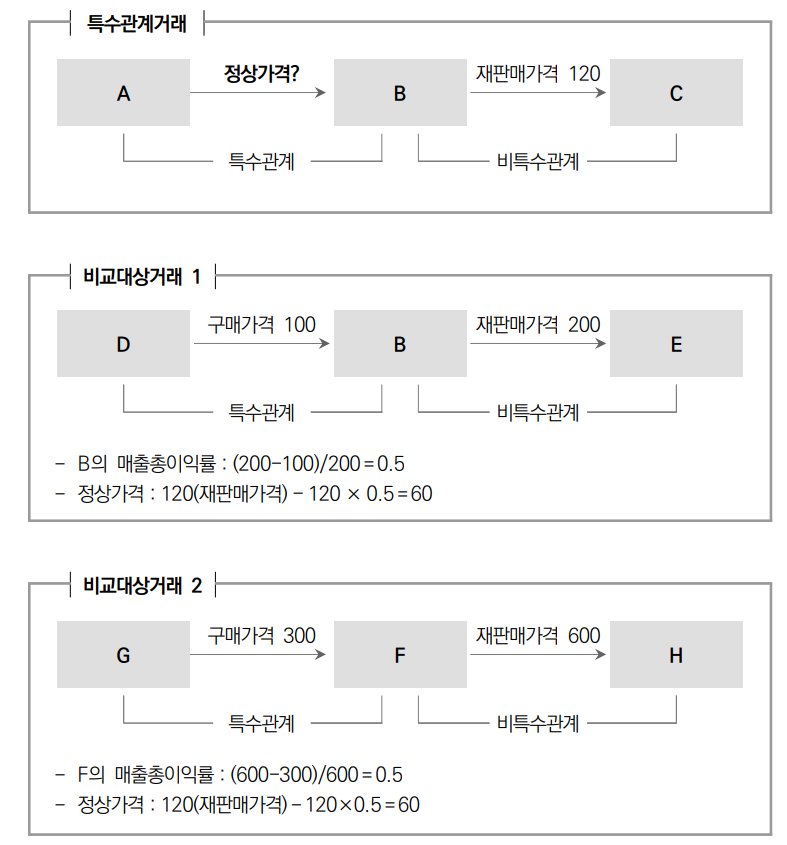 특수관계거래
정상가격?
재판매가격 120
A
B
C
특수관계
비특수관계
비교대상거래 1
구매가격 100
재판매가격 200
D
B
E
특수관계
비특수관계
- B의 매출총이익률 : (200-100)/200=0.5
- 정상가격 : 120(재판매가격) - 120 × 0.5=60
비교대상거래 2
구매가격 300
재판매가격 600
G
F
H
특수관계
비특수관계
- F의 매출총이익률 : (600-300)/600=0.5
- 정상가격 : 120(재판매가격)-120×0.5=60